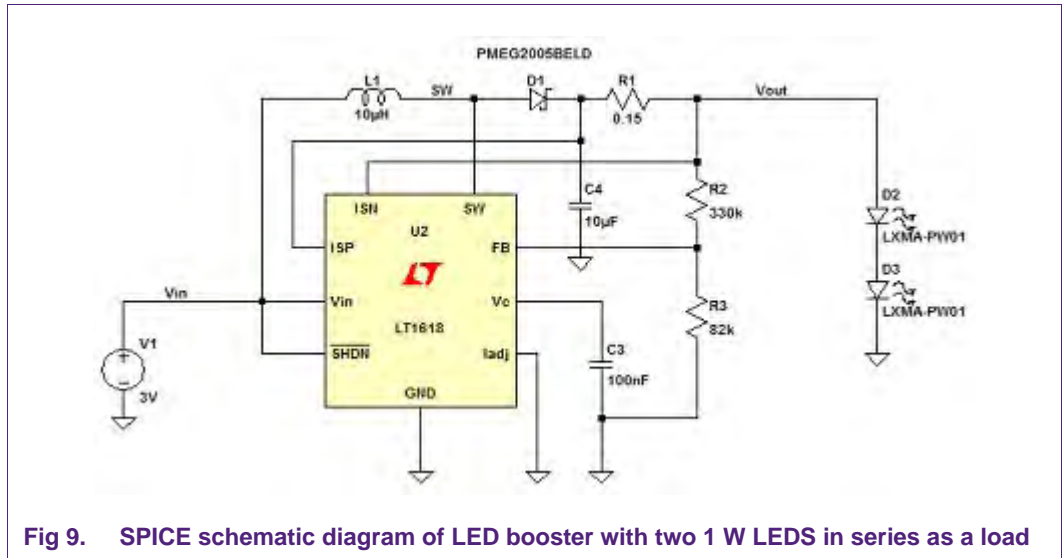 PMEG2005BELD
L1
SW
D1
R1
Vout
10µH
0.15
C4
R2
10µF
330k
D2
ISN
SW
U2
LXMA-PW01
ISP
FB
D3
Vin
Vin
Vc
R3
LXMA-PW01
LT1618
82k
V1
SHDN
Iadj
C3
100nF
3V
GND
Fig 9. SPICE schematic diagram of LED booster with two 1 W LEDS in series as a load